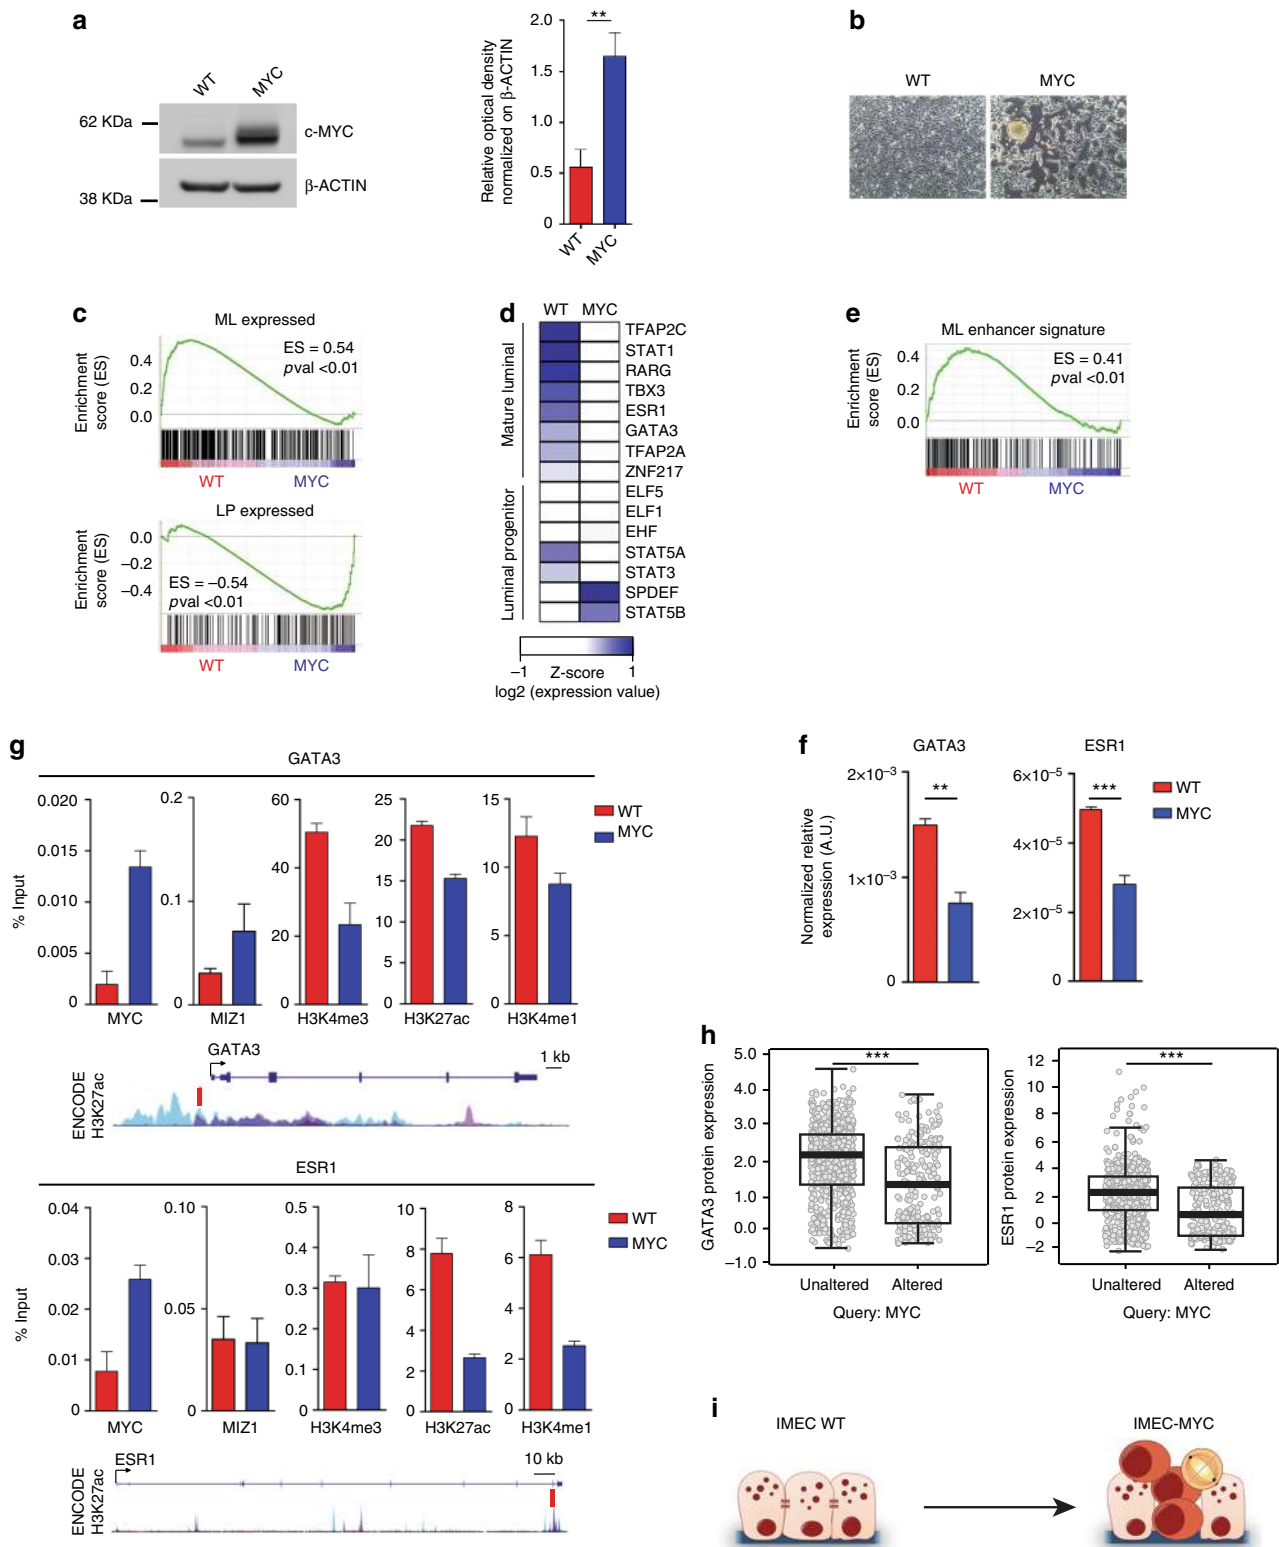 a
WT
MYC
62 KDa
c-MYC
β-ACTIN
38 KDa
Relative optical density
normalized on β-ACTIN
2.0
1.5
1.0
0.5
0
**
WT
MYC
b
WT
MYC
c
ML expressed
Enrichment
score (ES)
0.4
0.2
0.0
ES = 0.54
pval <0.01
WT
MYC
LP expressed
Enrichment
score (ES)
0.0
−0.2
−0.4
ES = −0.54
pval <0.01
WT
MYC
d
WT
MYC
Mature luminal
TFAP2C
STAT1
RARG
TBX3
ESR1
GATA3
TFAP2A
ZNF217
Luminal progenitor
ELF5
ELF1
EHF
STAT5A
STAT3
SPDEF
STAT5B
−1
Z-score
1
log2 (expression value)
e
ML enhancer signature
Enrichment
score (ES)
0.4
0.2
0.0
ES = 0.41
pval <0.01
WT
MYC
g
GATA3
% Input
0.020
0.015
0.010
0.005
0
MYC
0.2
0.1
0
MIZ1
60
40
20
0
H3K4me3
25
20
15
10
5
0
H3K27ac
15
10
5
0
H3K4me1
WT
MYC
GATA3
1 kb
ENCODE
H3K27ac
ESR1
% Input
0.04
0.03
0.02
0.01
0
MYC
0.10
0.05
0
MIZ1
0.5
0.4
0.3
0.2
0.1
0
H3K4me3
10
8
6
4
2
0
H3K27ac
8
6
4
2
0
H3K4me1
WT
MYC
ESR1
10 kb
ENCODE
H3K27ac
f
GATA3
Normalized relative
expression (A.U.)
2×10−3
1×10−3
0
**
ESR1
6×10−5
4×10−5
2×10−5
0
***
WT
MYC
h
GATA3 protein expression
5.0
4.0
3.0
2.0
1.0
0.0
−1.0
***
Unaltered
Altered
Query: MYC
ESR1 protein expression
12
10
8
6
4
2
0
−2
***
Unaltered
Altered
Query: MYC
i
IMEC WT
IMEC-MYC